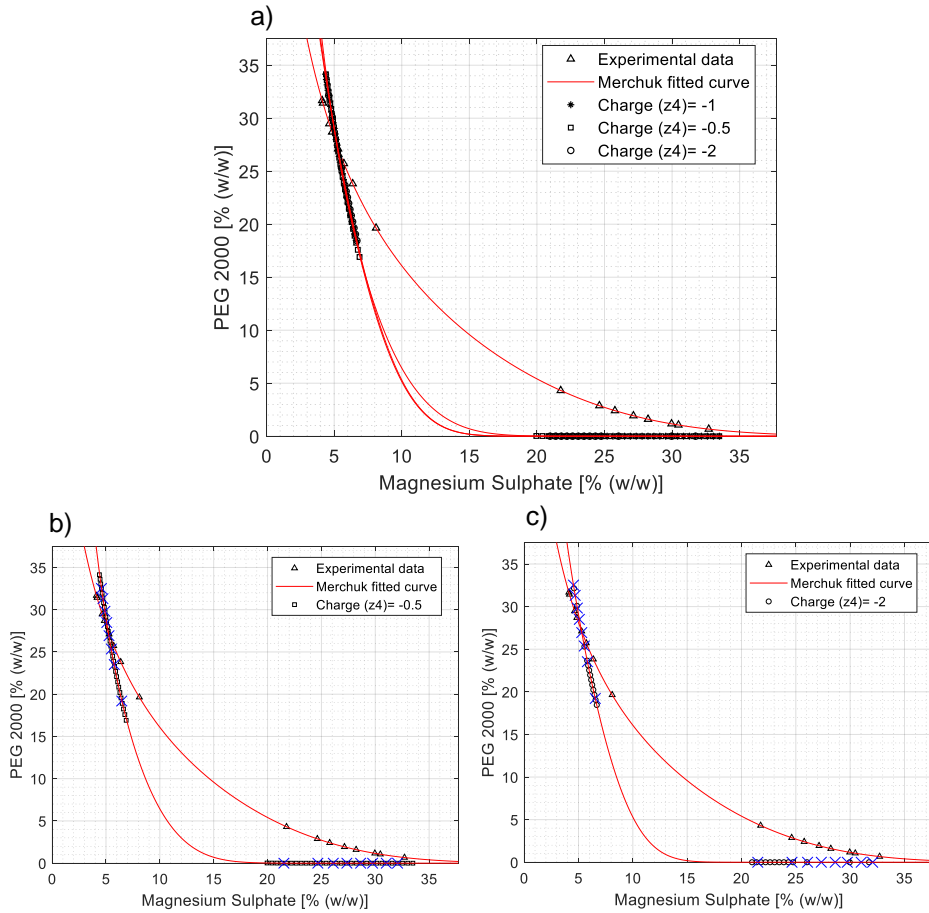 a)
35
30
25
20
15
10
5
0
PEG 2000 [% (w/w)]
Experimental data
Merchuk fitted curve
Charge (z4)= -1
Charge (z4)= -0.5
Charge (z4)= -2
0 5 10 15 20 25 30 35
Magnesium Sulphate [% (w/w)]
b)
35
30
25
20
15
10
5
0
PEG 2000 [% (w/w)]
Experimental data
Merchuk fitted curve
Charge (z4)= -0.5
0 5 10 15 20 25 30 35
Magnesium Sulphate [% (w/w)]
c)
35
30
25
20
15
10
5
0
PEG 2000 [% (w/w)]
Experimental data
Merchuk fitted curve
Charge (z4)= -2
0 5 10 15 20 25 30 35
Magnesium Sulphate [% (w/w)]